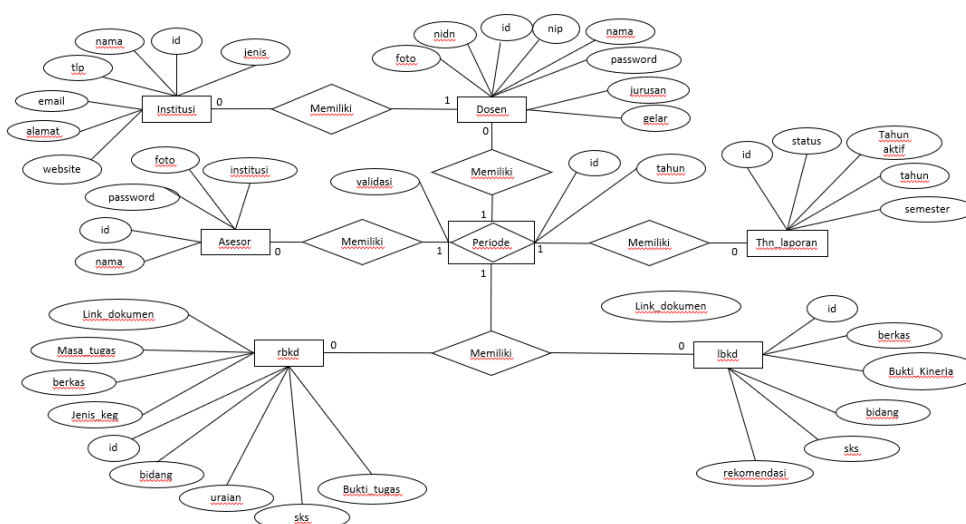 nama
id
jenis
tlp
email
alamat
website
Institusi
0
Memiliki
1
Dosen
foto
nidn
id
nip
nama
password
jurusan
gelar
0
Memiliki
1
foto
institusi
password
id
nama
Asesor
0
Memiliki
1
validasi
Periode
id
tahun
1
Memiliki
0
Thn_laporan
id
status
Tahun
aktif
tahun
semester
1
Memiliki
0
0
Link_dokumen
Masa_tugas
berkas
Jenis_keg
id
bidang
uraian
sks
Bukti_tugas
rbkd
lbkd
Link_dokumen
id
berkas
Bukti_Kineria
bidang
sks
rekomendasi